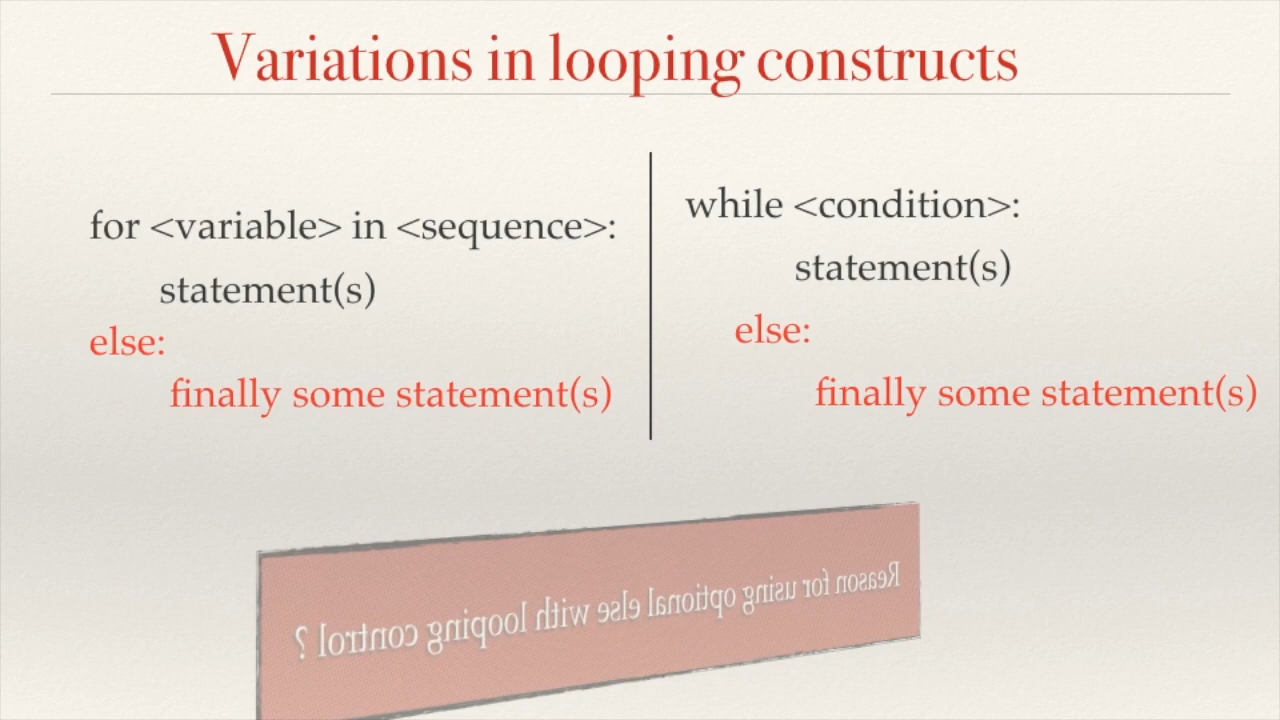 Variations in looping constructs
for <variable> in <sequence>:
statement(s)
else:
finally some statement(s)
while <condition>:
statement(s)
else:
finally some statement(s)
Reason for using optional else with looping control ?